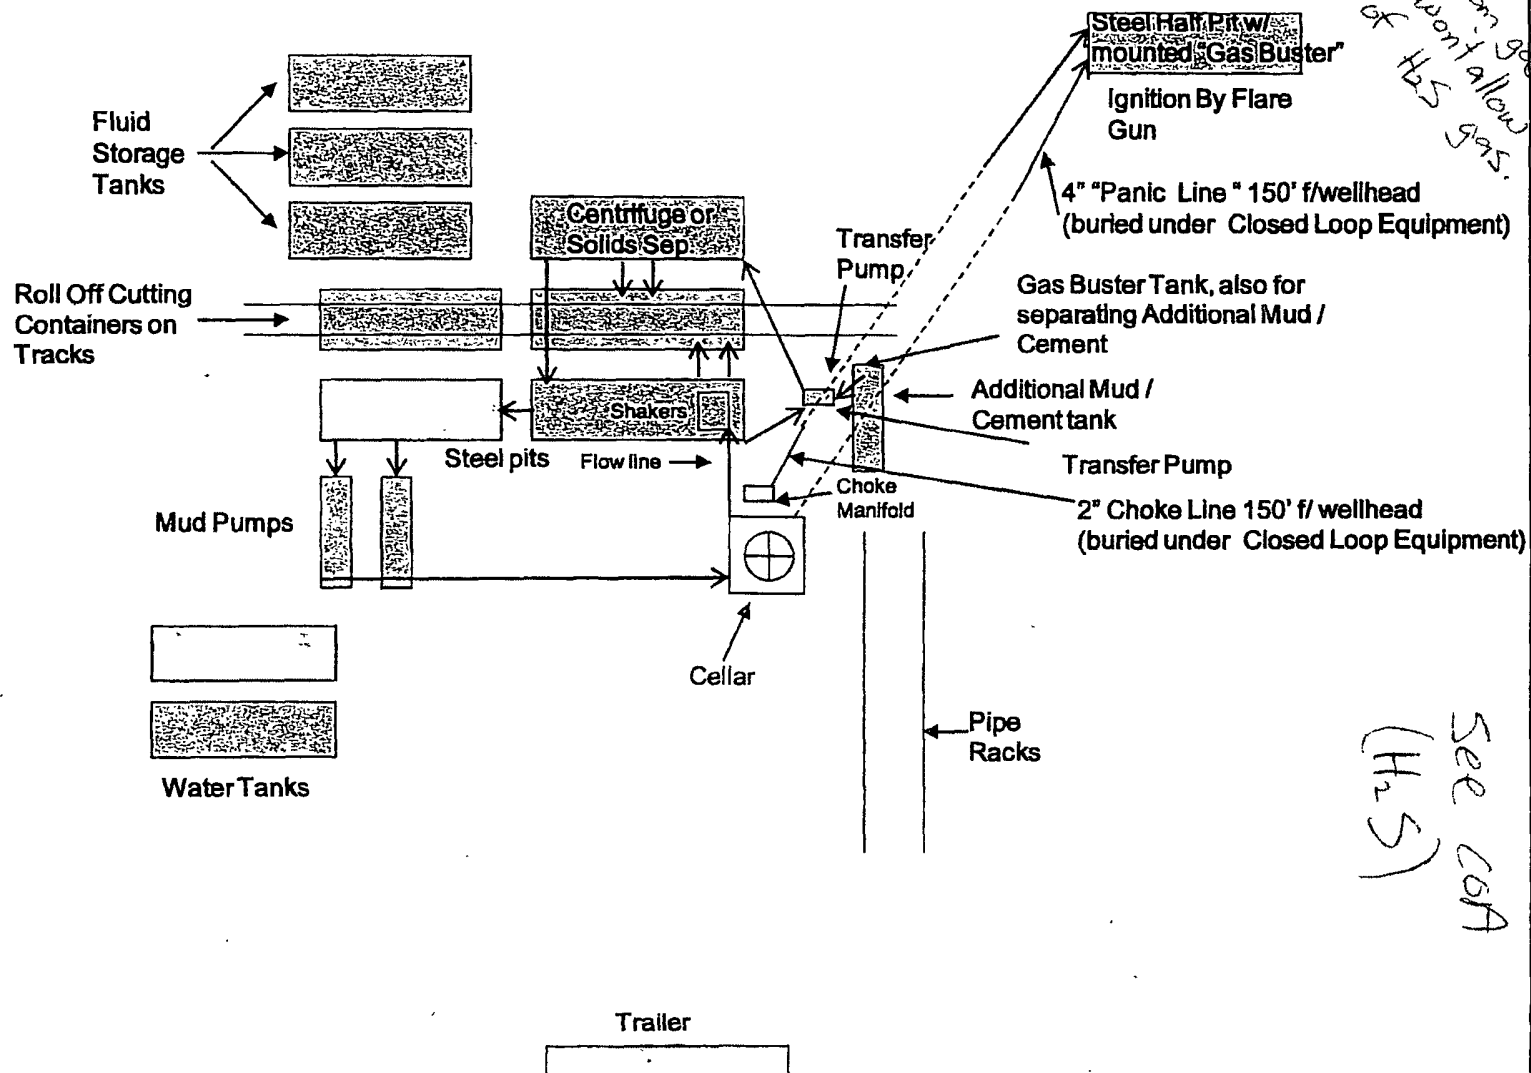 Steel Half Pit w/
mounted "Gas Buster"
Ignition By Flare
Gun
won't allow
of H2S gas.
Fluid
Storage
Tanks
4" "Panic Line " 150' f/wellhead
(buried under Closed Loop Equipment)
Centrifuge or
Solids Sep
Transfer
Pump
Roll Off Cutting
Containers on
Tracks
Gas Buster Tank, also for
separating Additional Mud /
Cement
Additional Mud /
Cement tank
Shakers
Steel pits
Flow line
Transfer Pump
Choke
Manifold
2" Choke Line 150' f/ wellhead
(buried under Closed Loop Equipment)
Mud Pumps
Cellar
Pipe
Racks
Water Tanks
See COA
(H2S)
Trailer